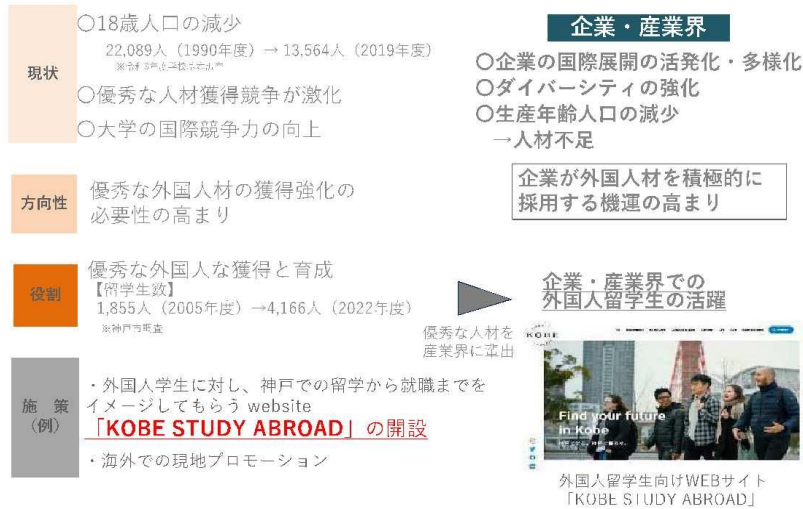 現状
○18歳人口の減少
22,089人（1990年度）→ 13,564人（2019年度）
○優秀な人材獲得競争が激化
○大学の国際競争力の向上
方向性
優秀な外国人材の獲得強化の
必要性の高まり
役割
優秀な外国人な獲得と育成
【留学生数】
1,855人（2005年度）→4,166人（2022年度）
※神戸市調査
施 策
（例）
・外国人学生に対し、神戸での留学から就職までを
イメージしてもらう website
「KOBE STUDY ABROAD」の開設
・海外での現地プロモーション
企業・産業界
○企業の国際展開の活発化・多様化
○ダイバーシティの強化
○生産年齢人口の減少
→人材不足
企業が外国人材を積極的に
採用する機運の高まり
優秀な人材を
産業界に輩出
企業・産業界での
外国人留学生の活躍
KOBE
Find your future
in Kobe
外国人留学生向けWEBサイト
「KOBE STUDY ABROAD」